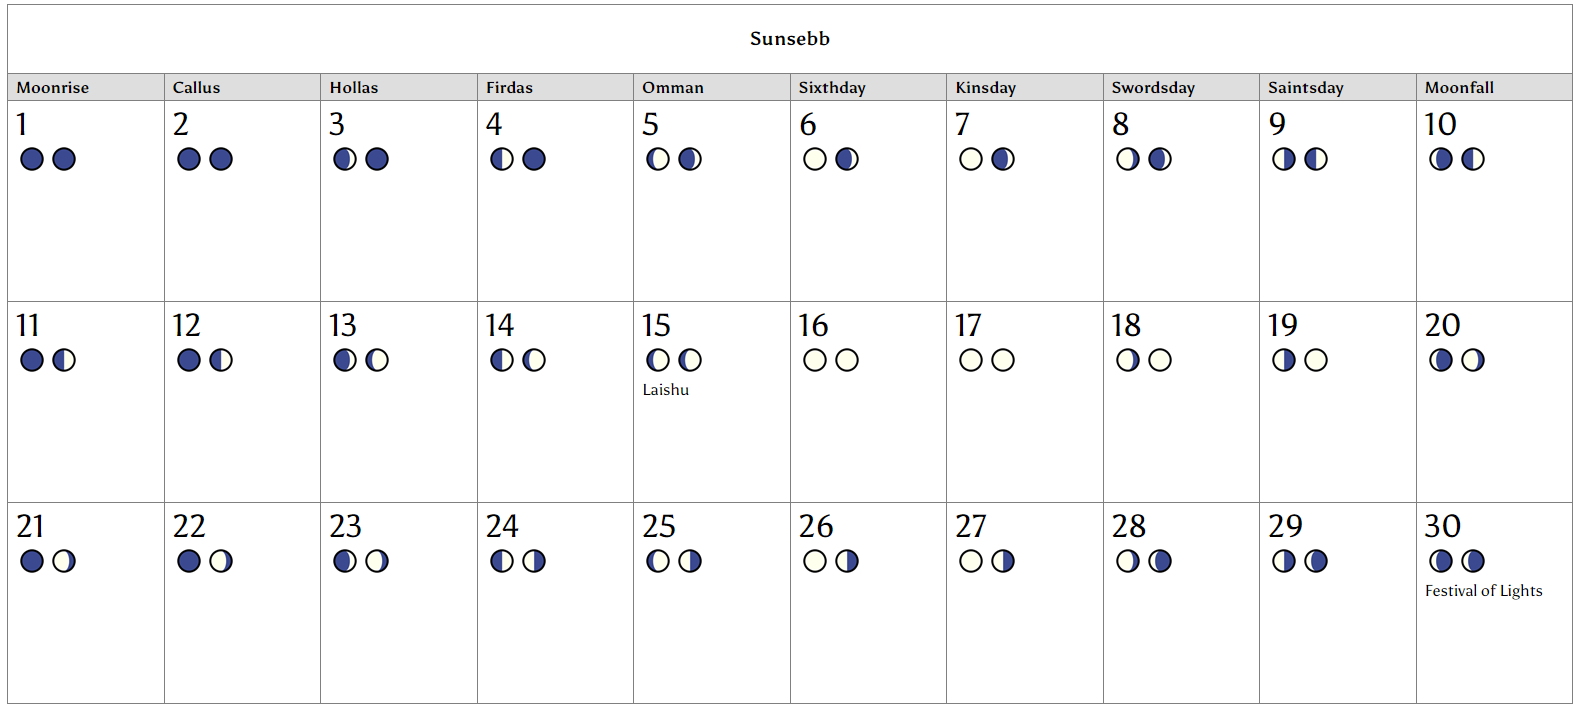 Sunsebb
Moonrise Callus Hollas Firdas Omman Sixthday Kinsday Swordsday Saintsday Moonfall
1 2 3 4 5 6 7 8 9 10
11 12 13 14 15 16 17 18 19 20
Laishu
21 22 23 24 25 26 27 28 29 30
Festival of Lights